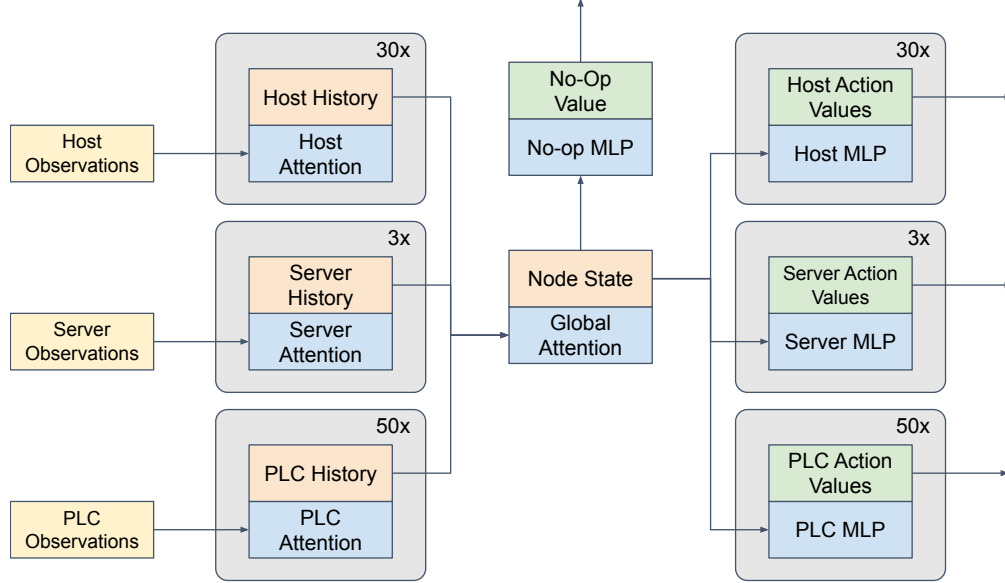 30x
Host History
Host
Attention
Host
Observations
3x
Server
History
Server
Attention
Server
Observations
50x
PLC History
PLC
Attention
PLC
Observations
No-Op
Value
No-op MLP
Node State
Global
Attention
30x
Host Action
Values
Host MLP
3x
Server Action
Values
Server MLP
50x
PLC Action
Values
PLC MLP